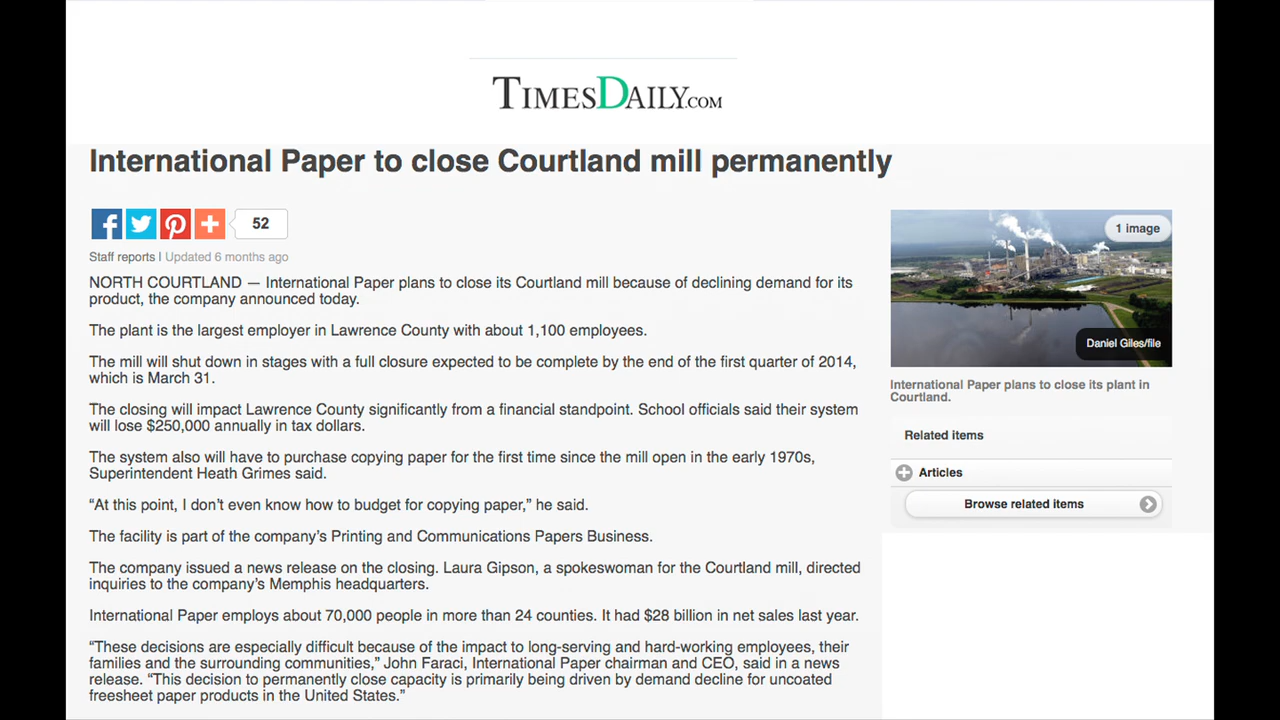 TIMESDAILY.COM
International Paper to close Courtland mill permanently
52
Staff reports | Updated 6 months ago
NORTH COURTLAND — International Paper plans to close its Courtland mill because of declining demand for its
product, the company announced today.
The plant is the largest employer in Lawrence County with about 1,100 employees.
The mill will shut down in stages with a full closure expected to be complete by the end of the first quarter of 2014,
which is March 31.
The closing will impact Lawrence County significantly from a financial standpoint. School officials said their system
will lose $250,000 annually in tax dollars.
The system also will have to purchase copying paper for the first time since the mill open in the early 1970s,
Superintendent Heath Grimes said.
“At this point, I don’t even know how to budget for copying paper,” he said.
The facility is part of the company’s Printing and Communications Papers Business.
The company issued a news release on the closing. Laura Gipson, a spokeswoman for the Courtland mill, directed
inquiries to the company’s Memphis headquarters.
International Paper employs about 70,000 people in more than 24 counties. It had $28 billion in net sales last year.
“These decisions are especially difficult because of the impact to long-serving and hard-working employees, their
families and the surrounding communities,” John Faraci, International Paper chairman and CEO, said in a news
release. “This decision to permanently close capacity is primarily being driven by demand decline for uncoated
freesheet paper products in the United States.”
1 image
Daniel Giles/file
International Paper plans to close its plant in
Courtland.
Related items
Articles
Browse related items